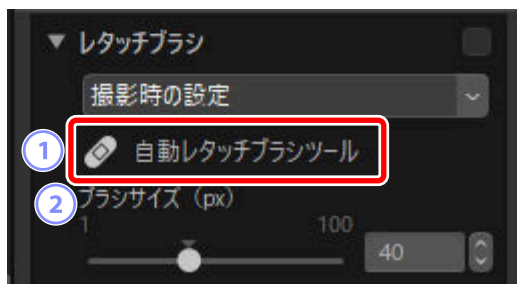 レタッチブラシ
撮影時の設定
1 自動レタッチブラシツール
2 ブラシサイズ（px）
1 100
40